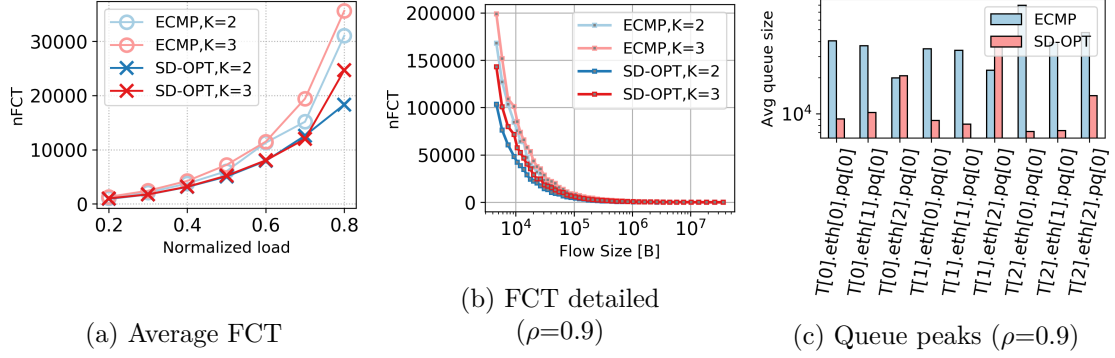 ECMP,K=2
ECMP,K=3
SD-OPT,K=2
SD-OPT,K=3
30000
20000
10000
0
nFCT
0.2 0.4 0.6 0.8
Normalized load
(a) Average FCT
200000
150000
100000
50000
0
nFCT
ECMP,K=2
ECMP,K=3
SD-OPT,K=2
SD-OPT,K=3
10^4 10^5 10^6 10^7
Flow Size [B]
(b) FCT detailed
(ρ=0.9)
Avg queue size
10^4
ECMP
SD-OPT
T[0].eth[0].pq[0]
T[0].eth[1].pq[0]
T[0].eth[2].pq[0]
T[1].eth[0].pq[0]
T[1].eth[1].pq[0]
T[1].eth[2].pq[0]
T[2].eth[0].pq[0]
T[2].eth[1].pq[0]
T[2].eth[2].pq[0]
(c) Queue peaks (ρ=0.9)